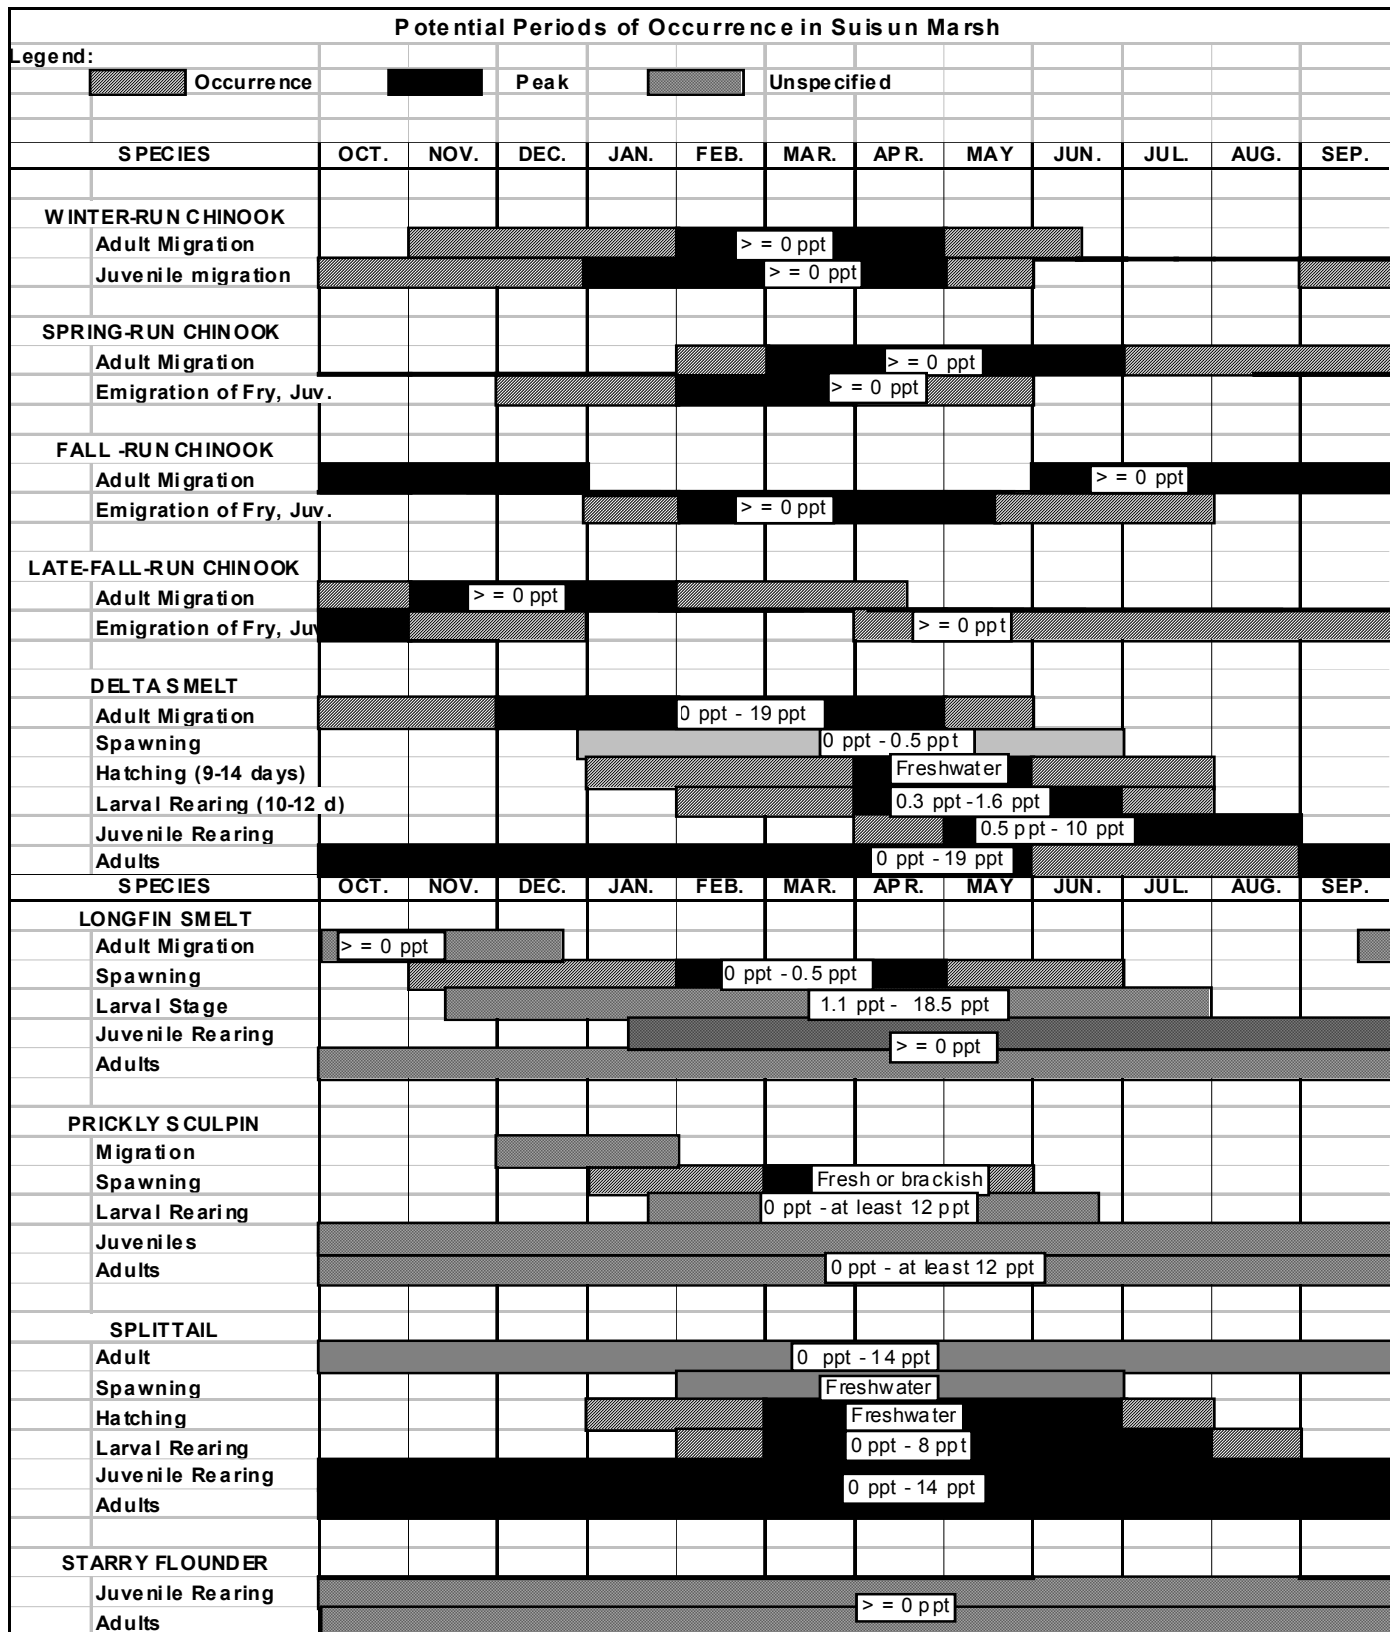 Potential Periods of Occurrence in Suisun Marsh
Legend:
Occurrence Peak Unspecified
SPECIES OCT. NOV. DEC. JAN. FEB. MAR. APR. MAY JUN. JUL. AUG. SEP.
WINTER-RUN CHINOOK
Adult Migration > = 0 ppt
Juvenile migration > = 0 ppt
SPRING-RUN CHINOOK
Adult Migration > = 0 ppt
Emigration of Fry, Juv. > = 0 ppt
FALL -RUN CHINOOK
Adult Migration > = 0 ppt
Emigration of Fry, Juv. > = 0 ppt
LATE-FALL-RUN CHINOOK
Adult Migration > = 0 ppt
Emigration of Fry, Juv > = 0 ppt
DELTA SMELT
Adult Migration 0 ppt - 19 ppt
Spawning 0 ppt - 0.5 ppt
Hatching (9-14 days) Freshwater
Larval Rearing (10-12 d) 0.3 ppt -1.6 ppt
Juvenile Rearing 0.5 ppt - 10 ppt
Adults 0 ppt - 19 ppt
SPECIES OCT. NOV. DEC. JAN. FEB. MAR. APR. MAY JUN. JUL. AUG. SEP.
LONGFIN SMELT
Adult Migration > = 0 ppt
Spawning 0 ppt - 0.5 ppt
Larval Stage 1.1 ppt - 18.5 ppt
Juvenile Rearing
> = 0 ppt
Adults
PRICKLY SCULPIN
Migration
Spawning Fresh or brackish
Larval Rearing 0 ppt - at least 12 ppt
Juveniles
Adults 0 ppt - at least 12 ppt
SPLITTAIL
Adult 0 ppt - 14 ppt
Spawning Freshwater
Hatching Freshwater
Larval Rearing 0 ppt - 8 ppt
Juvenile Rearing
0 ppt - 14 ppt
Adults
STARRY FLOUNDER
Juvenile Rearing
> = 0 ppt
Adults